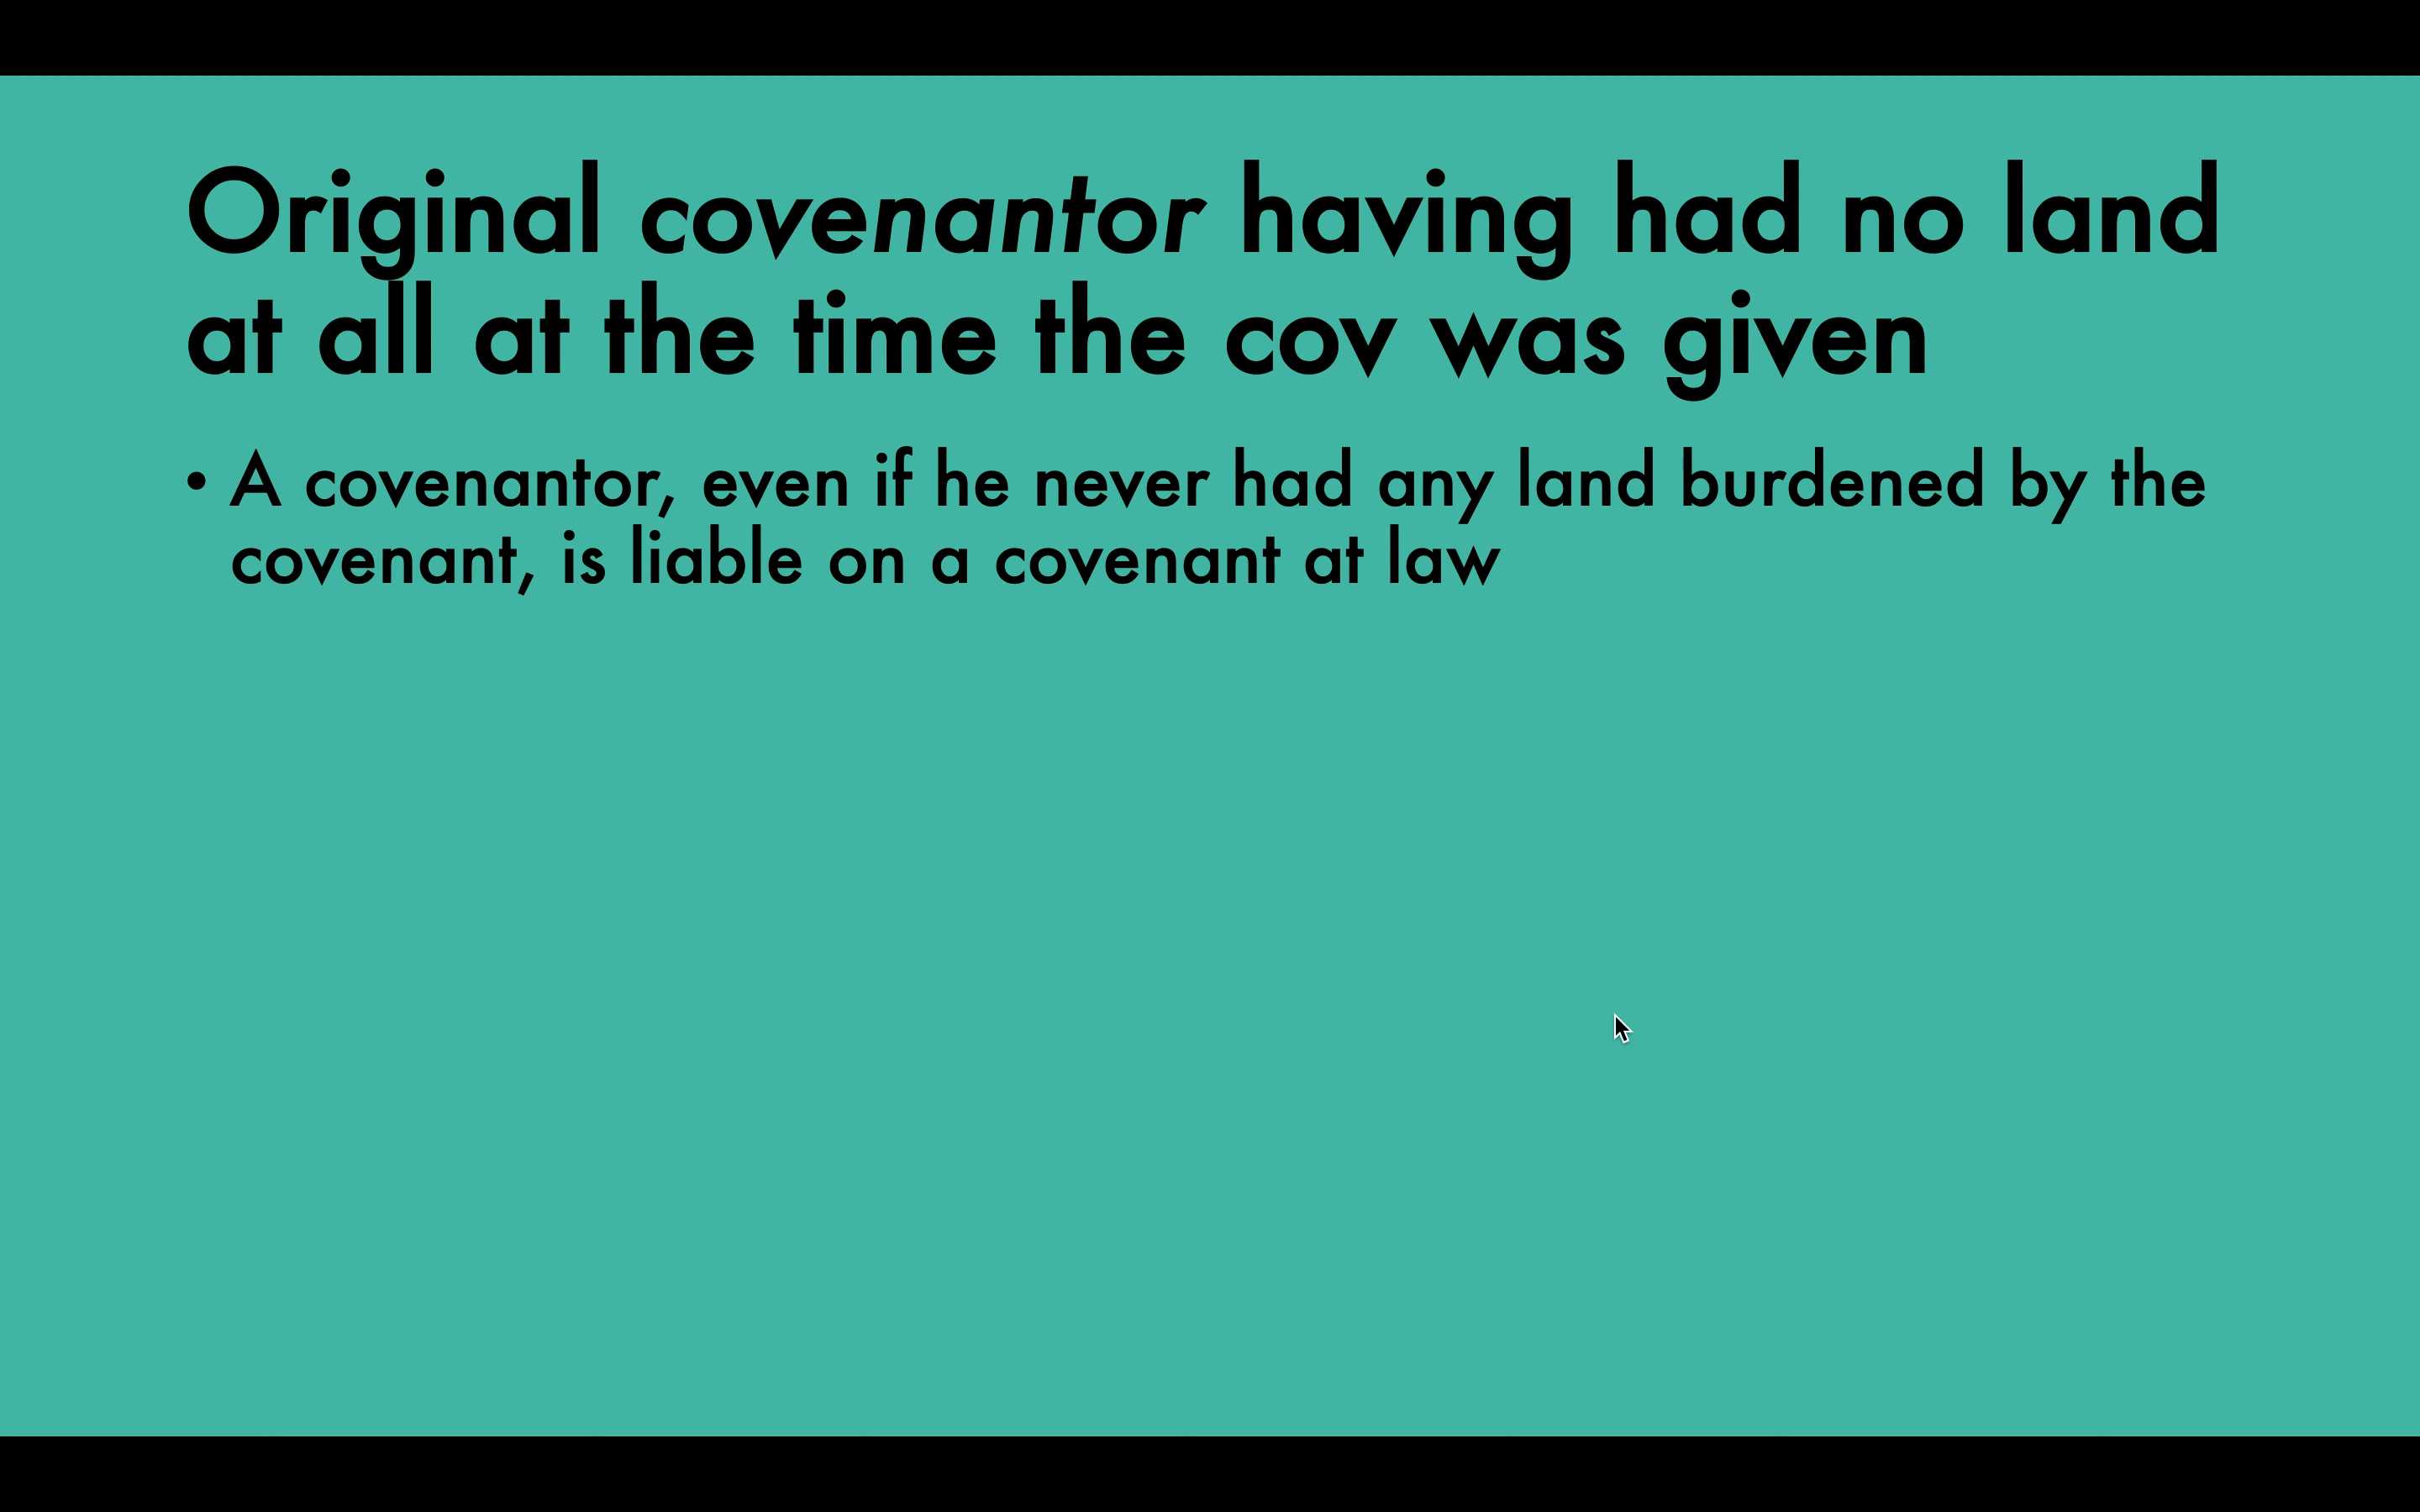 Original covenantor having had no land
at all at the time the cov was given
• A covenantor, even if he never had any land burdened by the
covenant, is liable on a covenant at law